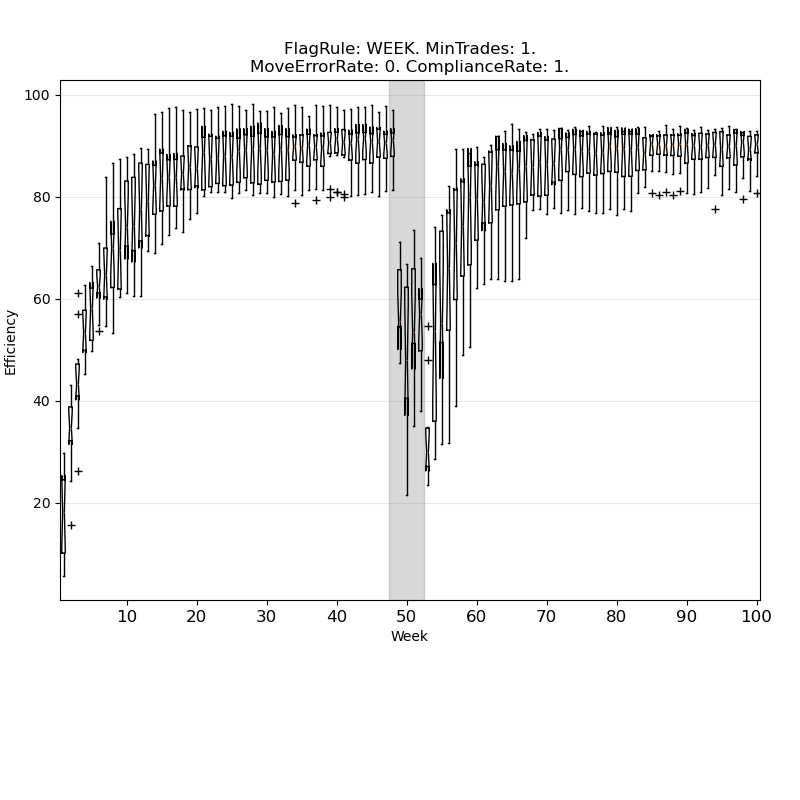 FlagRule: WEEK. MinTrades: 1.
MoveErrorRate: 0. ComplianceRate: 1.
100
80
60
40
20
Efficiency
10 20 30 40 50 60 70 80 90 100
Week